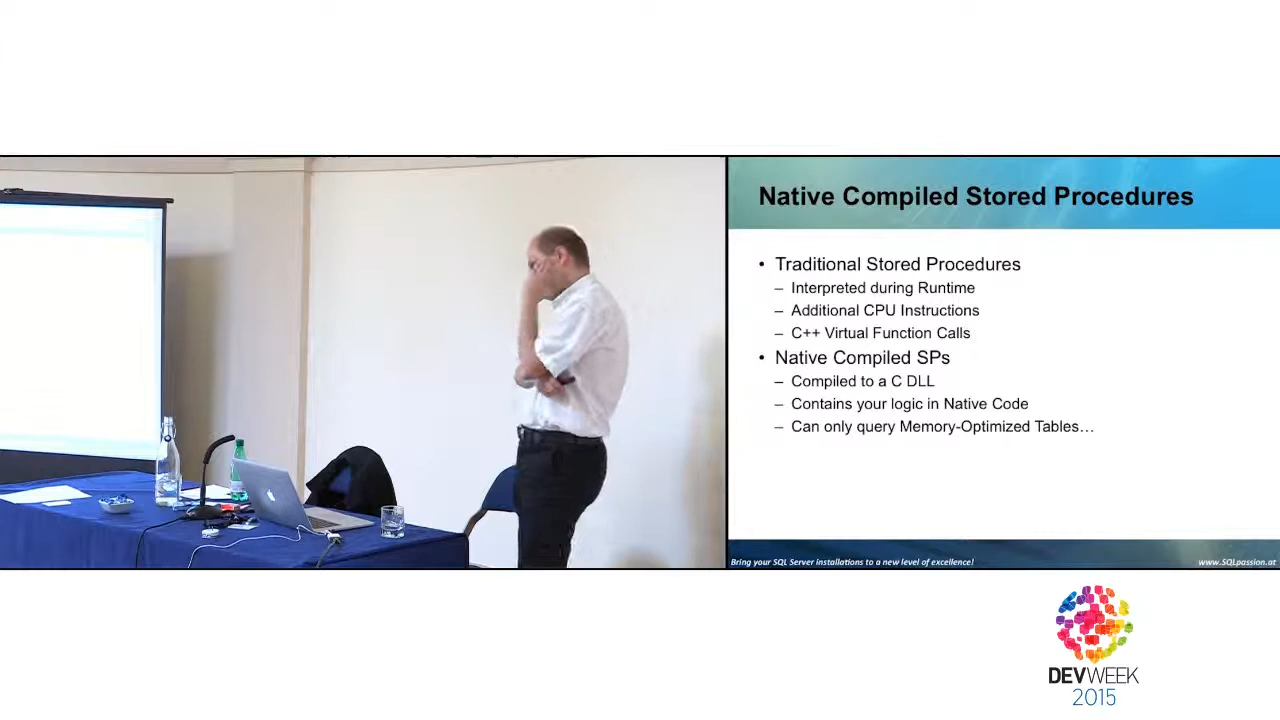 Native Compiled Stored Procedures
• Traditional Stored Procedures
– Interpreted during Runtime
– Additional CPU Instructions
– C++ Virtual Function Calls
• Native Compiled SPs
– Compiled to a C DLL
– Contains your logic in Native Code
– Can only query Memory-Optimized Tables…
Bring your SQL Server installations to a new level of excellence!
www.SQLpassion.at
DEVWEEK
2015